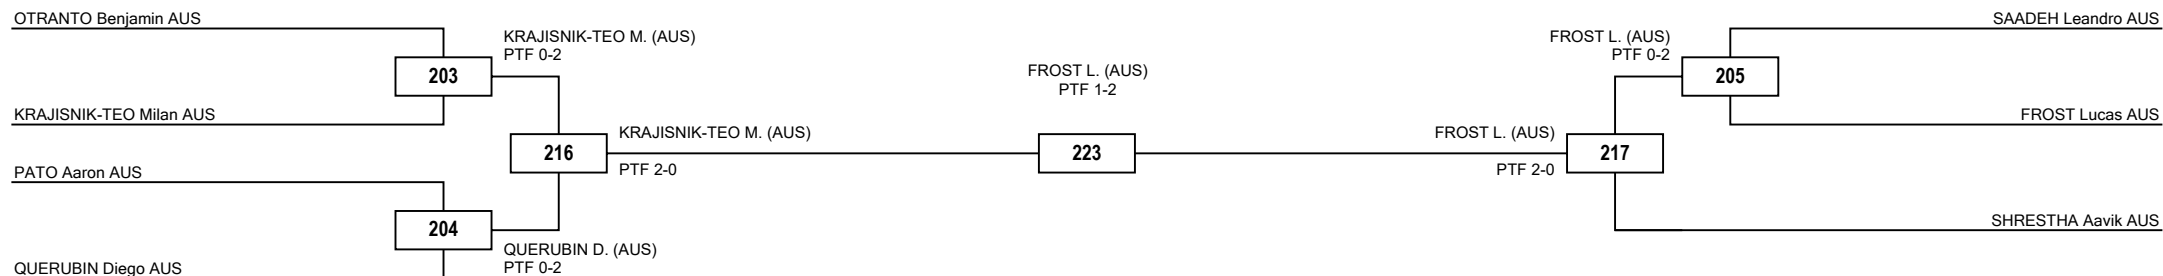 OTRANTO Benjamin AUS
SAADEH Leandro AUS
KRAJISNIK-TEO M. (AUS)
PTF 0-2
FROST L. (AUS)
PTF 0-2
203
FROST L. (AUS)
PTF 1-2
205
KRAJISNIK-TEO Milan AUS
FROST Lucas AUS
KRAJISNIK-TEO M. (AUS)
FROST L. (AUS)
216
223
217
PTF 2-0
PTF 2-0
PATO Aaron AUS
SHRESTHA Aavik AUS
204
QUERUBIN D. (AUS)
PTF 0-2
QUERUBIN Diego AUS